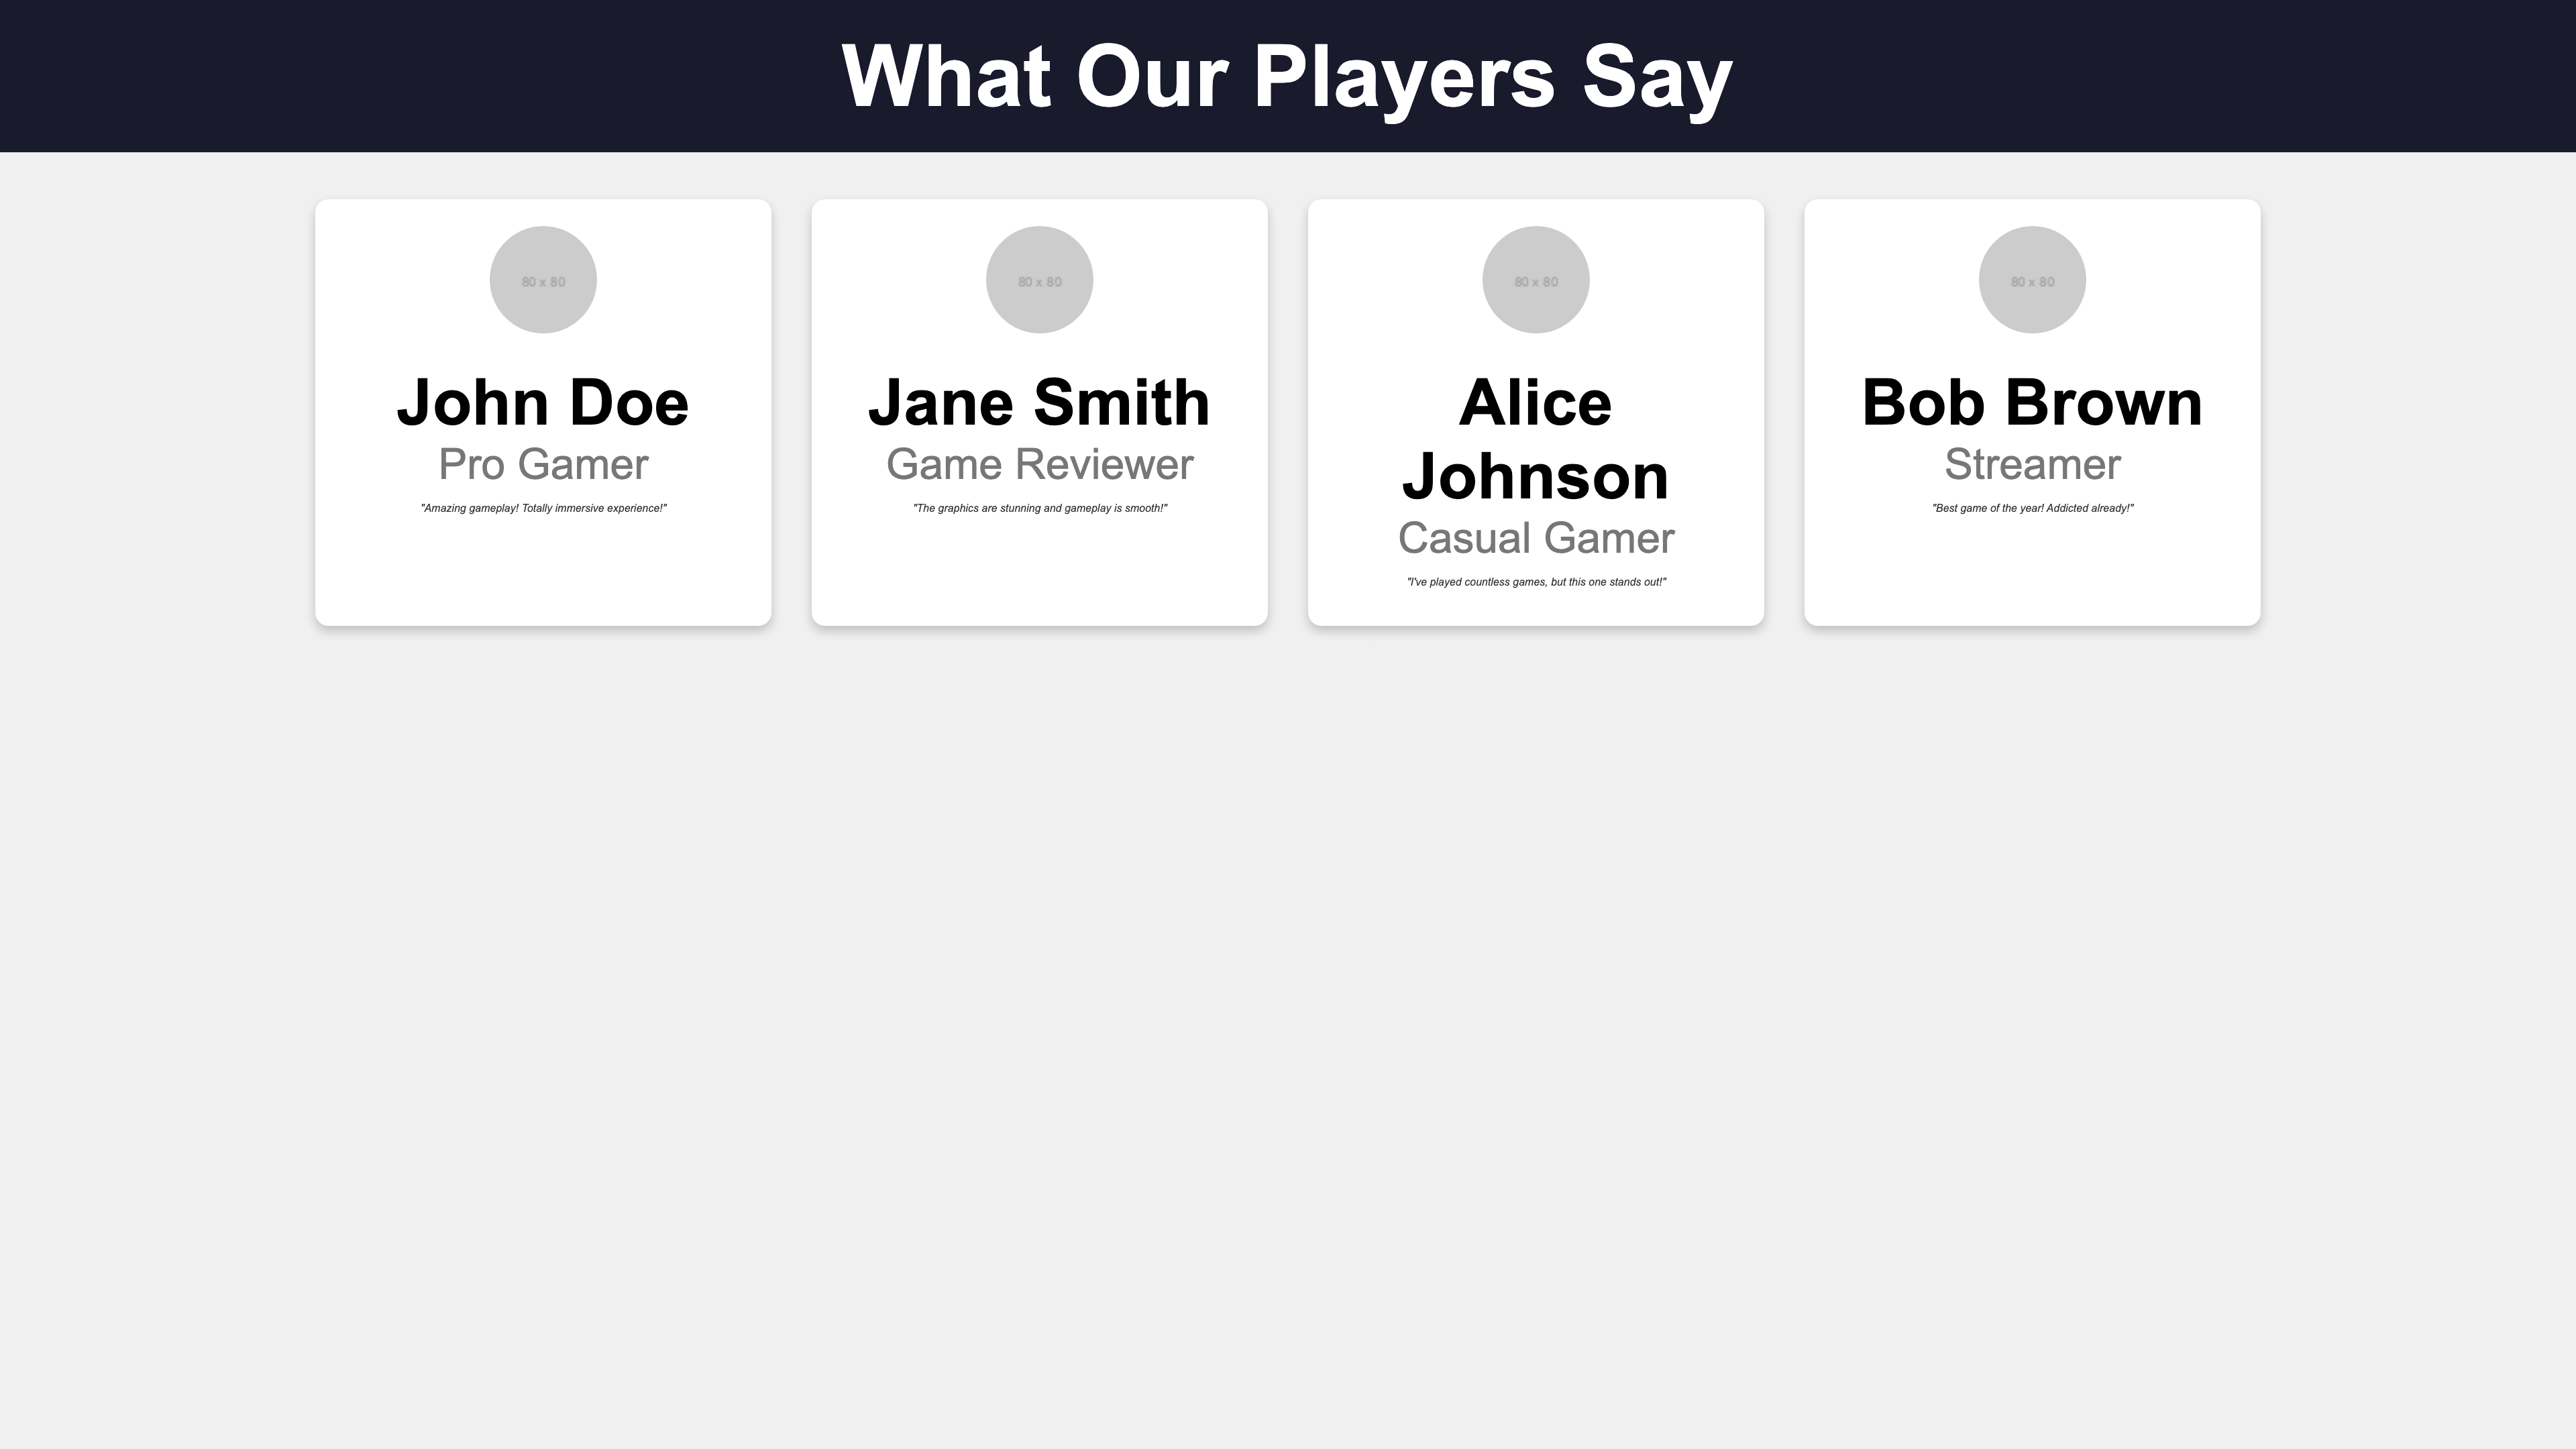 What Our Players Say
80 x 80
John Doe
Pro Gamer
"Amazing gameplay! Totally immersive experience!"
80 x 80
Jane Smith
Game Reviewer
"The graphics are stunning and gameplay is smooth!"
80 x 80
Alice
Johnson
Casual Gamer
"I've played countless games, but this one stands out!"
80 x 80
Bob Brown
Streamer
"Best game of the year! Addicted already!"